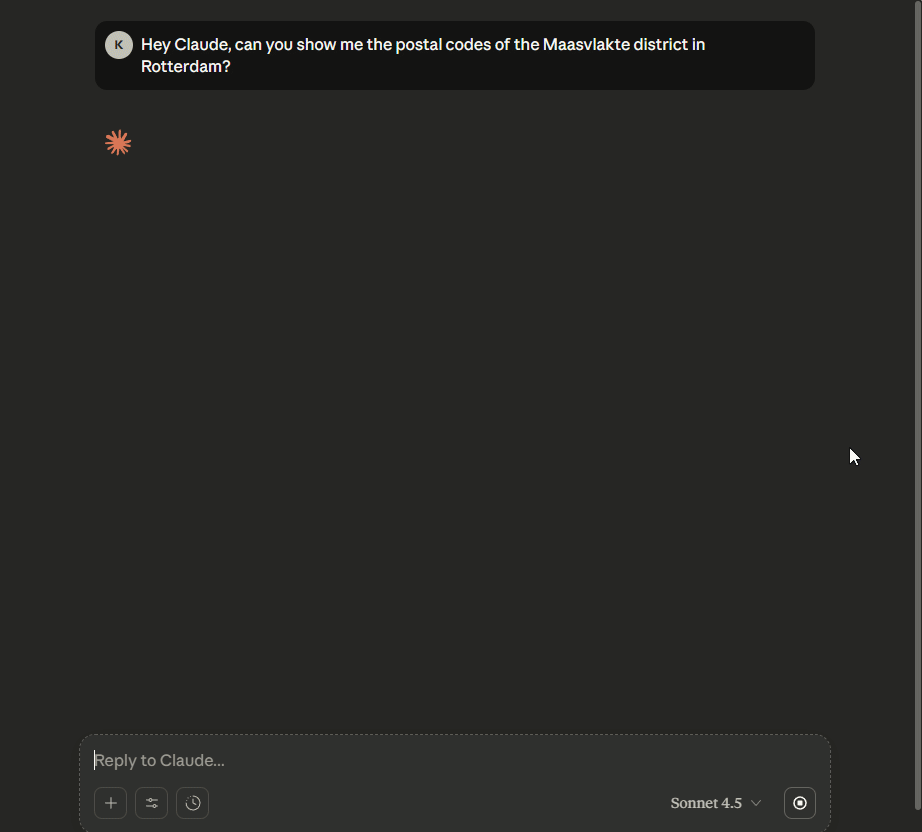 K
Hey Claude, can you show me the postal codes of the Maasvlakte district in
Rotterdam?
Reply to Claude...
Sonnet 4.5